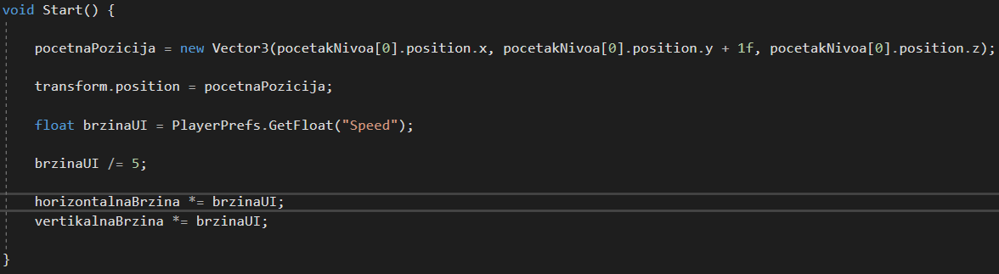 void Start() {
pocetnaPozicija = new Vector3(pocetakNivoa[0].position.x, pocetakNivoa[0].position.y + 1f, pocetakNivoa[0].position.z);
transform.position = pocetnaPozicija;
float brzinaUI = PlayerPrefs.GetFloat("Speed");
brzinaUI /= 5;
horizontalnaBrzina *= brzinaUI;
vertikalnaBrzina *= brzinaUI;
}